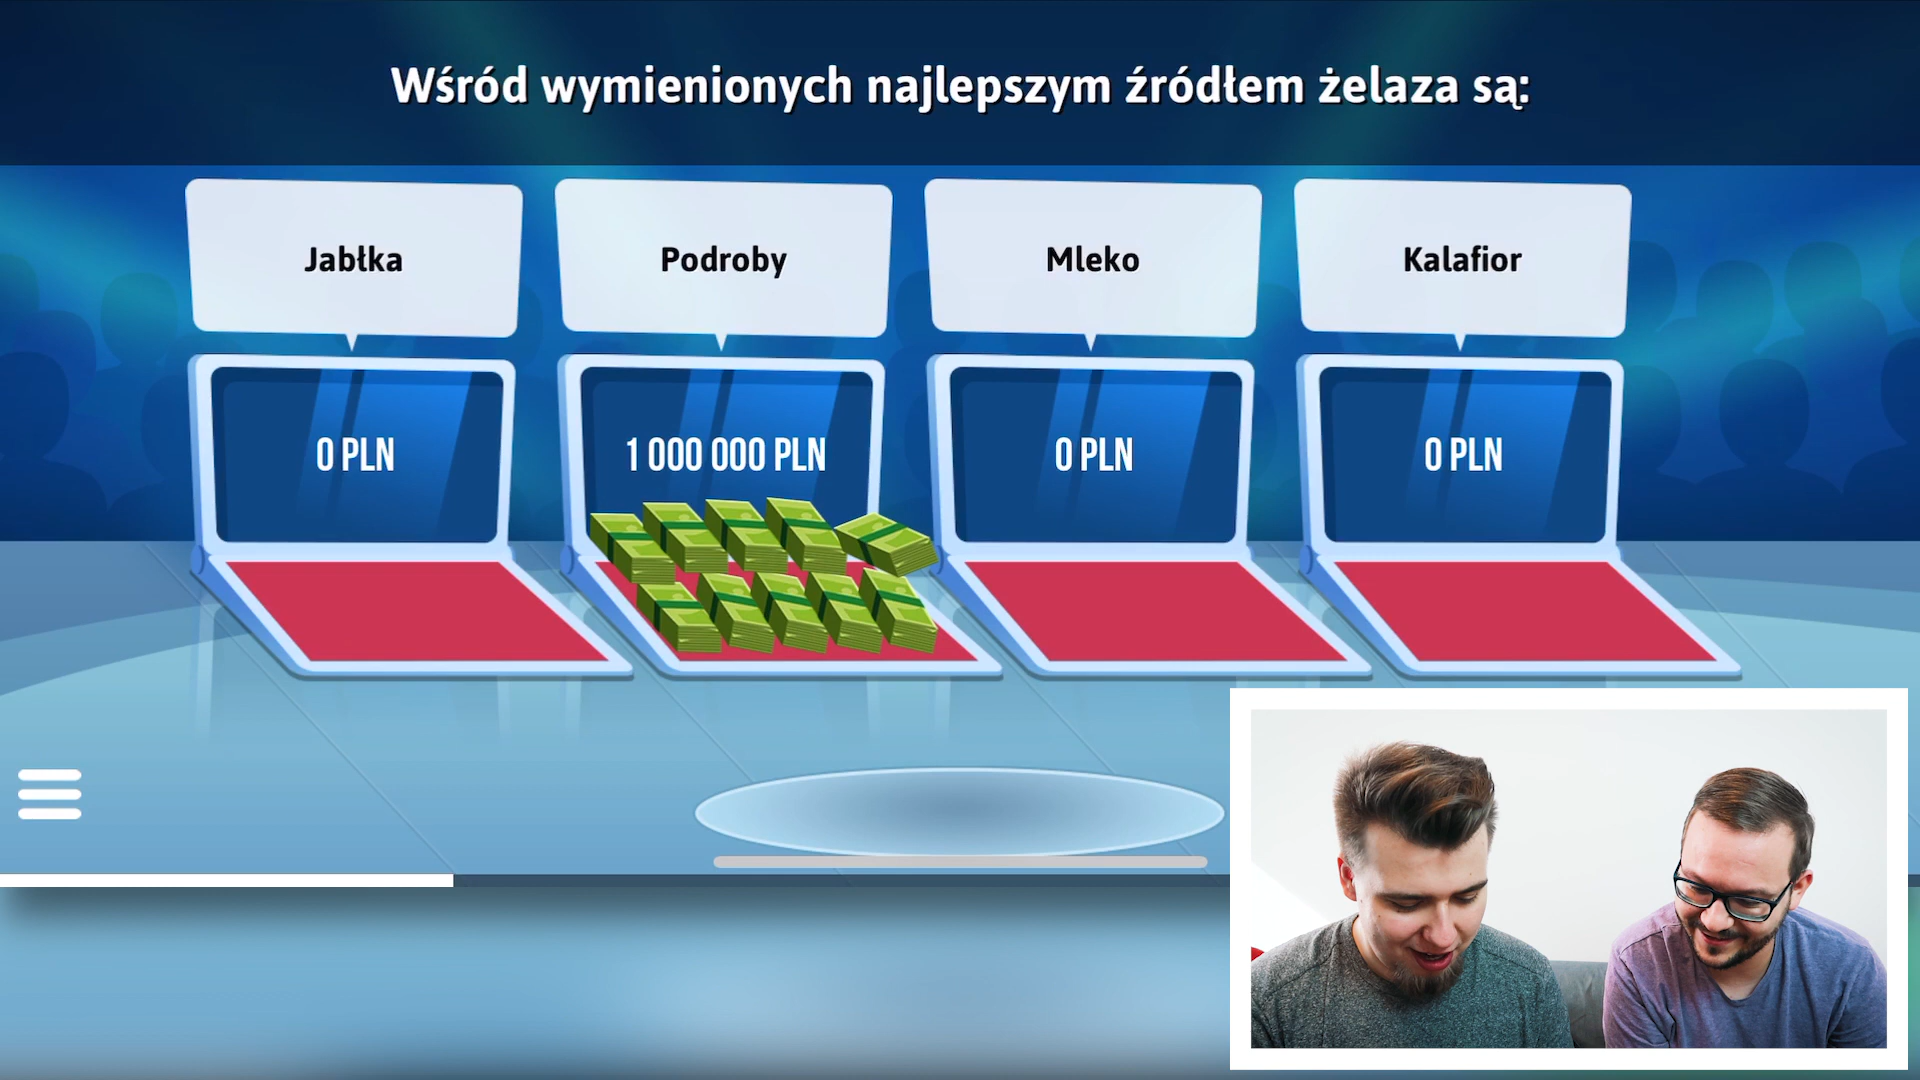 Wśród wymienionych najlepszym źródłem żelaza są:
Jabłka
Podroby
Mleko
Kalafior
0 PLN
1 000 000 PLN
0 PLN
0 PLN